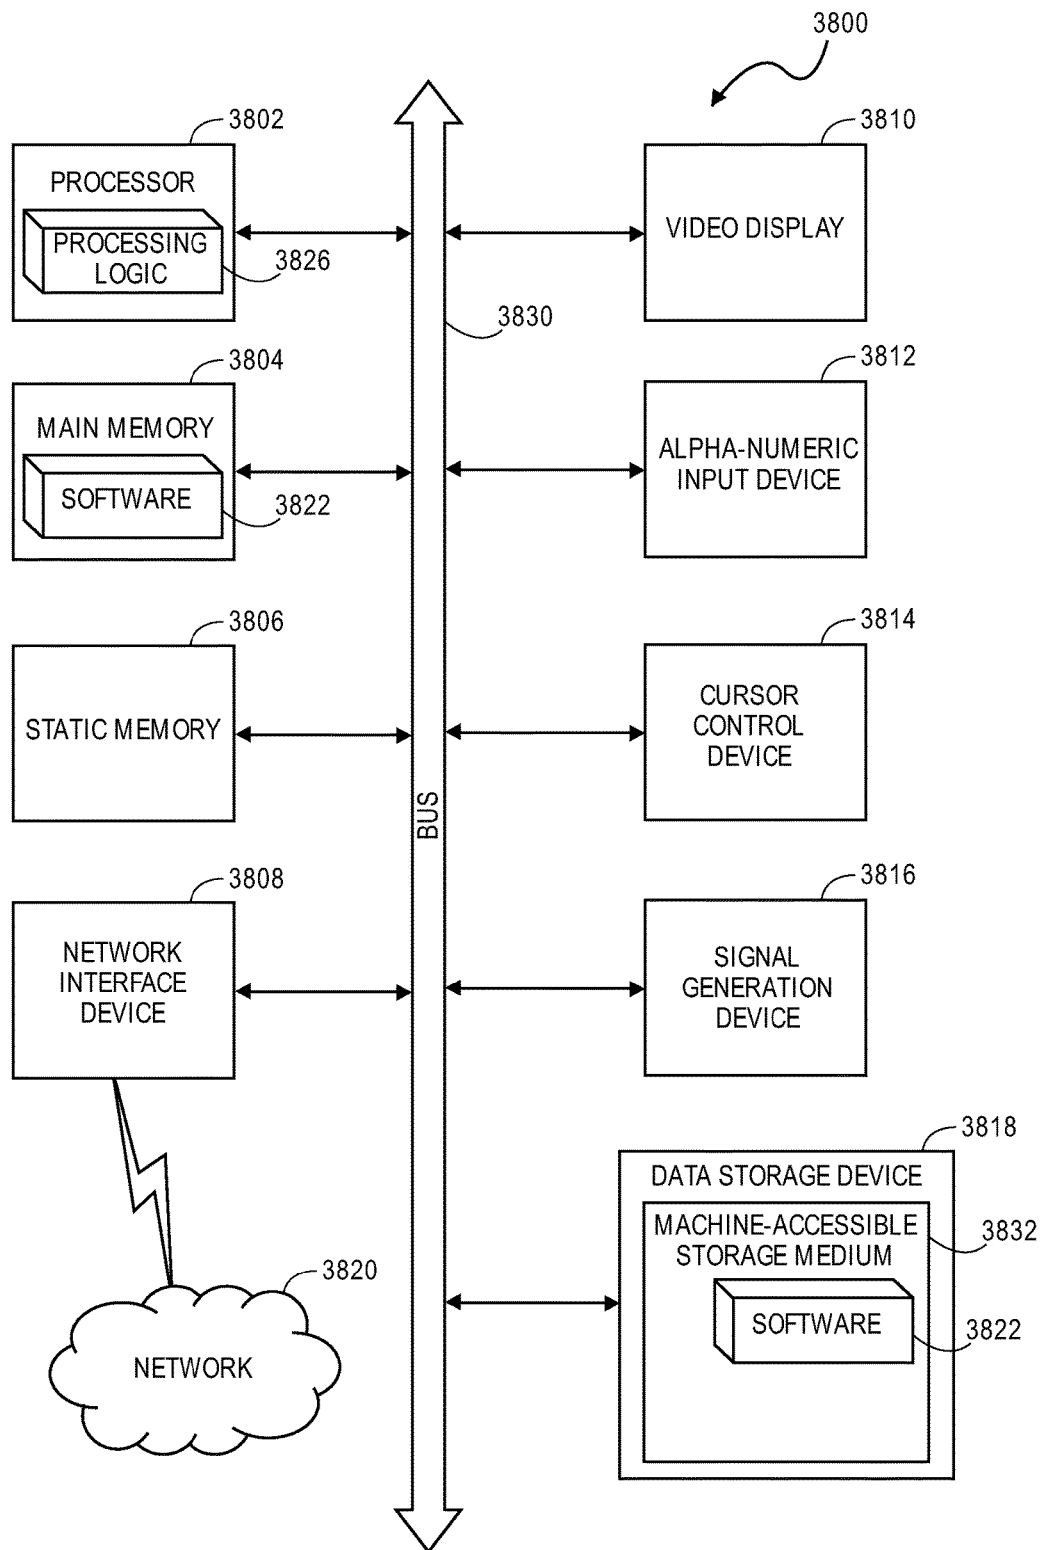 3800
3802
PROCESSOR
PROCESSING
LOGIC
3826
3804
MAIN MEMORY
SOFTWARE
3822
3806
STATIC MEMORY
3808
NETWORK
INTERFACE
DEVICE
3820
NETWORK
3830
BUS
3810
VIDEO DISPLAY
3812
ALPHA-NUMERIC
INPUT DEVICE
3814
CURSOR
CONTROL
DEVICE
3816
SIGNAL
GENERATION
DEVICE
3818
DATA STORAGE DEVICE
MACHINE-ACCESSIBLE
STORAGE MEDIUM
3832
SOFTWARE
3822